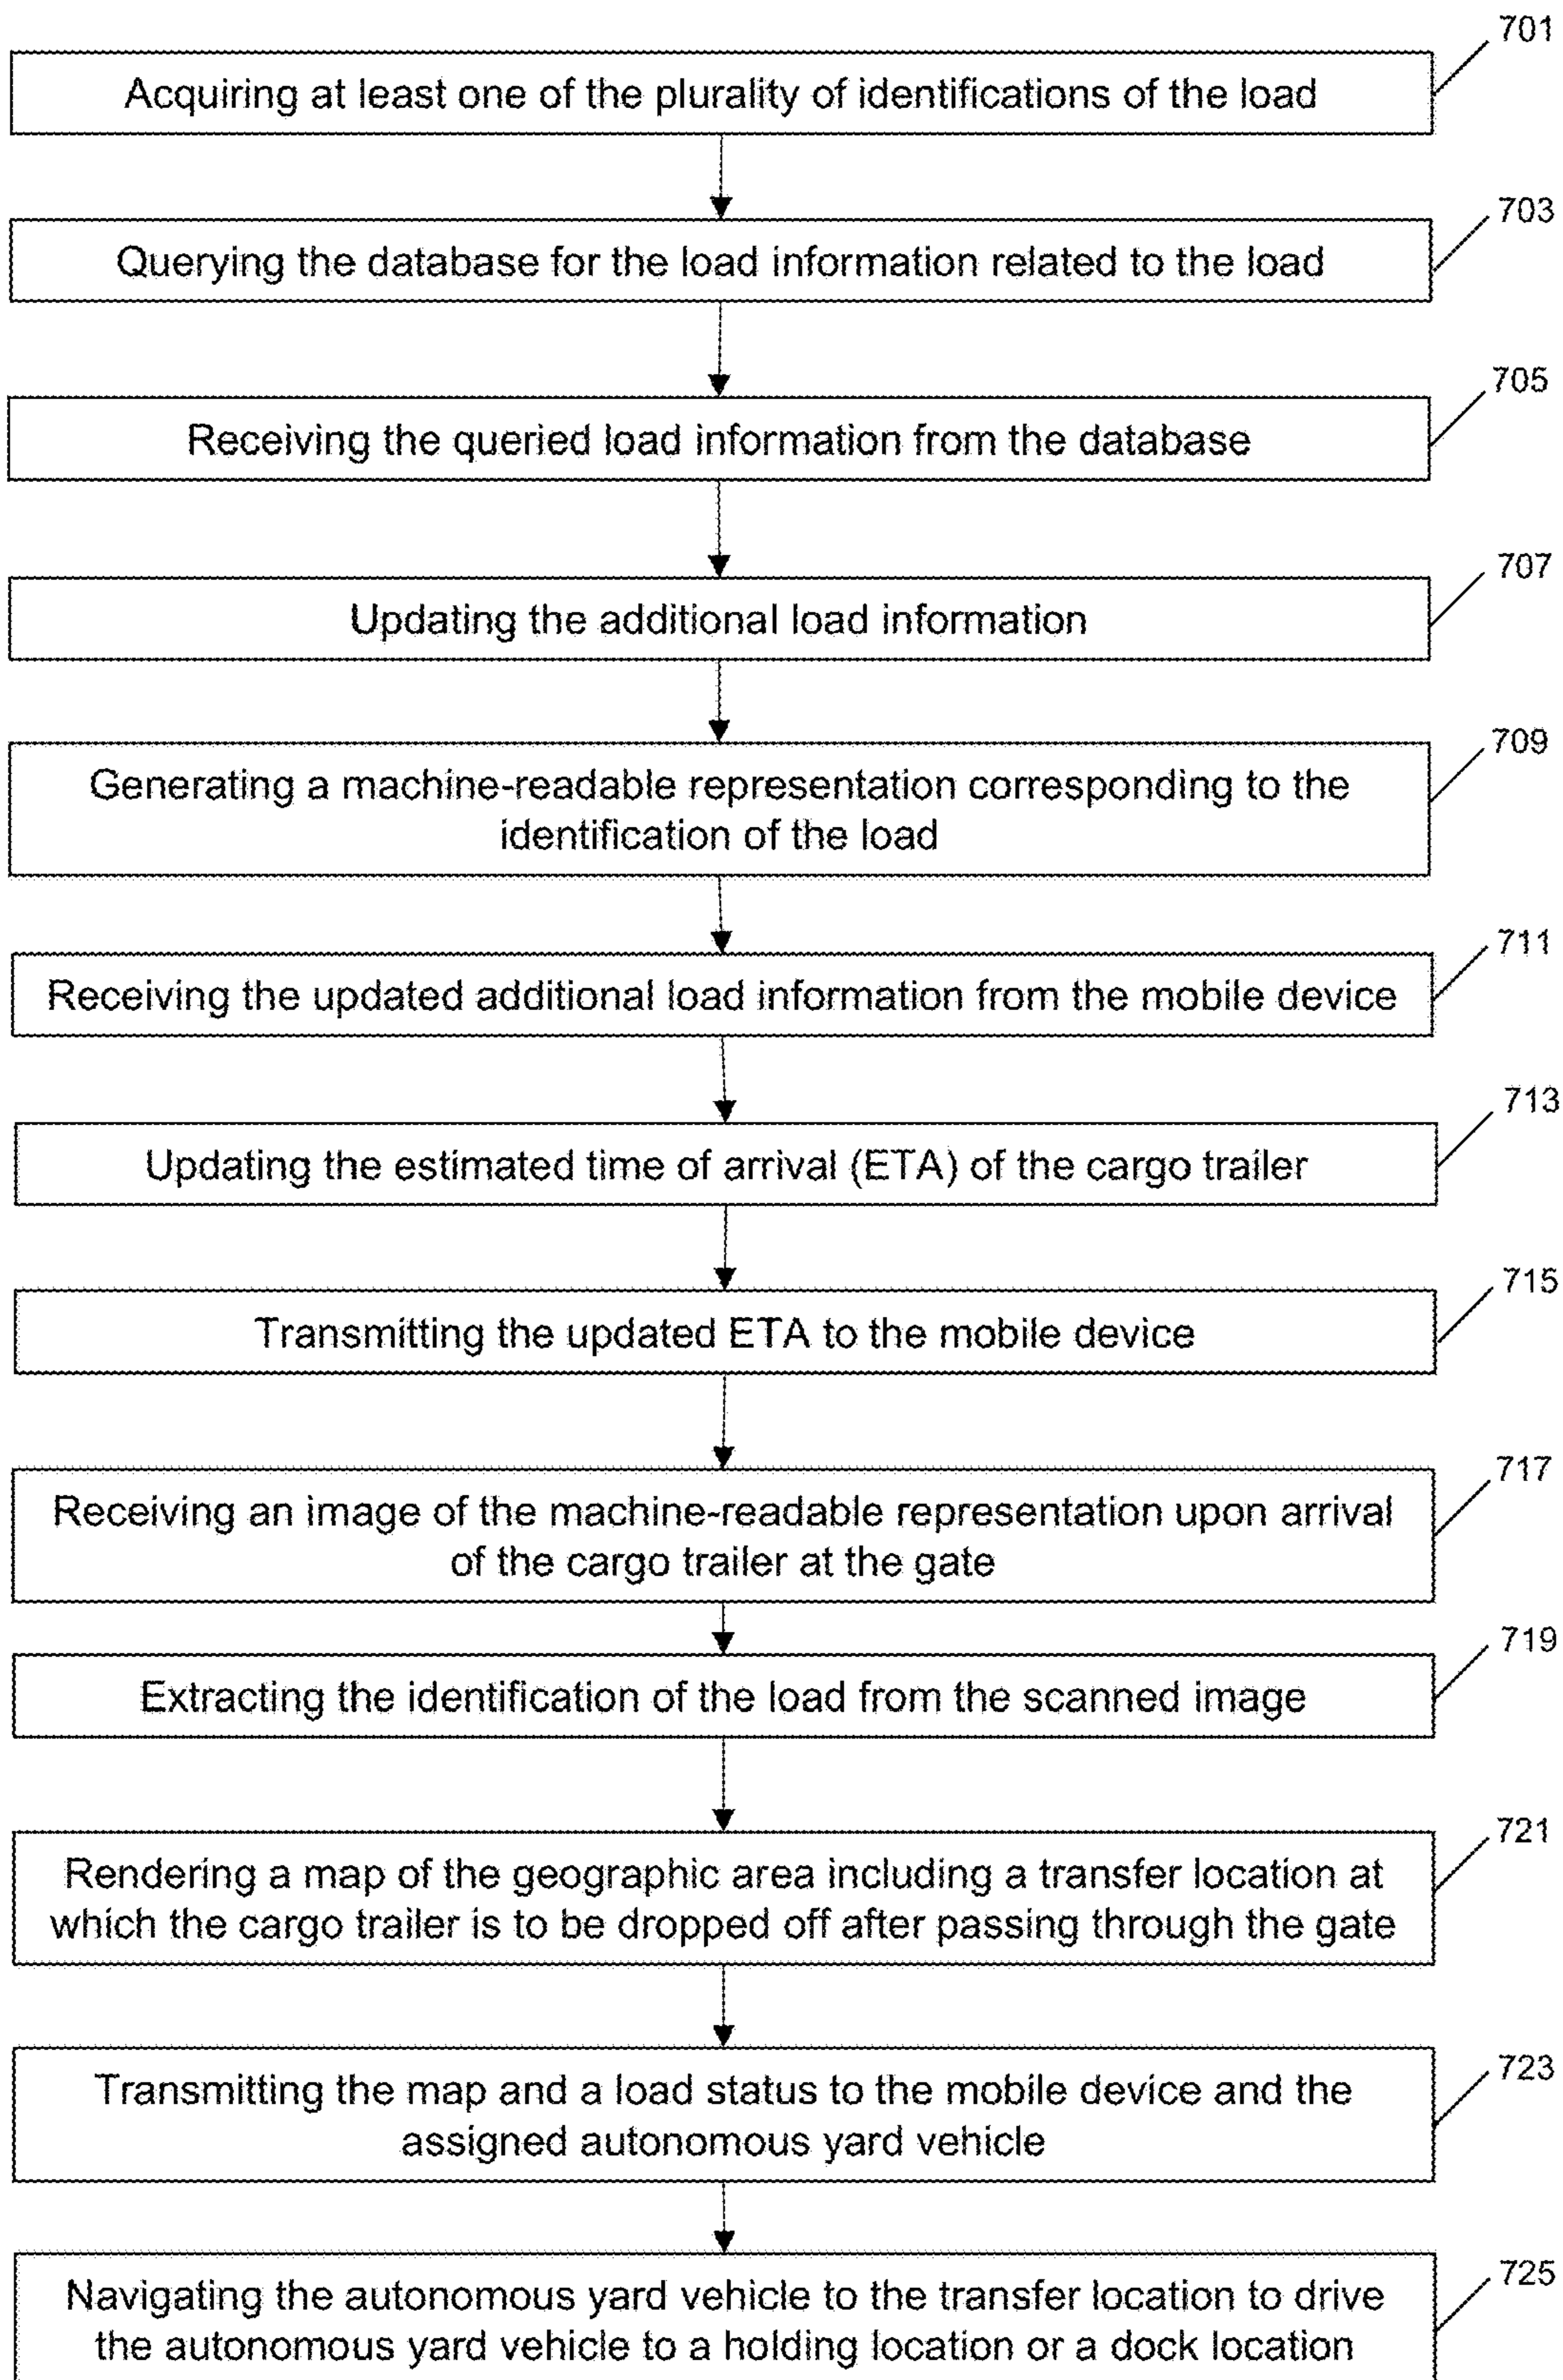 701
Acquiring at least one of the plurality of identifications of the load
703
Querying the database for the load information related to the load
705
Receiving the queried load information from the database
707
Updating the additional load information
709
Generating a machine-readable representation corresponding to the
identification of the load
711
Receiving the updated additional load information from the mobile device
713
Updating the estimated time of arrival (ETA) of the cargo trailer
715
Transmitting the updated ETA to the mobile device
717
Receiving an image of the machine-readable representation upon arrival
of the cargo trailer at the gate
719
Extracting the identification of the load from the scanned image
721
Rendering a map of the geographic area including a transfer location at
which the cargo trailer is to be dropped off after passing through the gate
723
Transmitting the map and a load status to the mobile device and the
assigned autonomous yard vehicle
725
Navigating the autonomous yard vehicle to the transfer location to drive
the autonomous yard vehicle to a holding location or a dock location